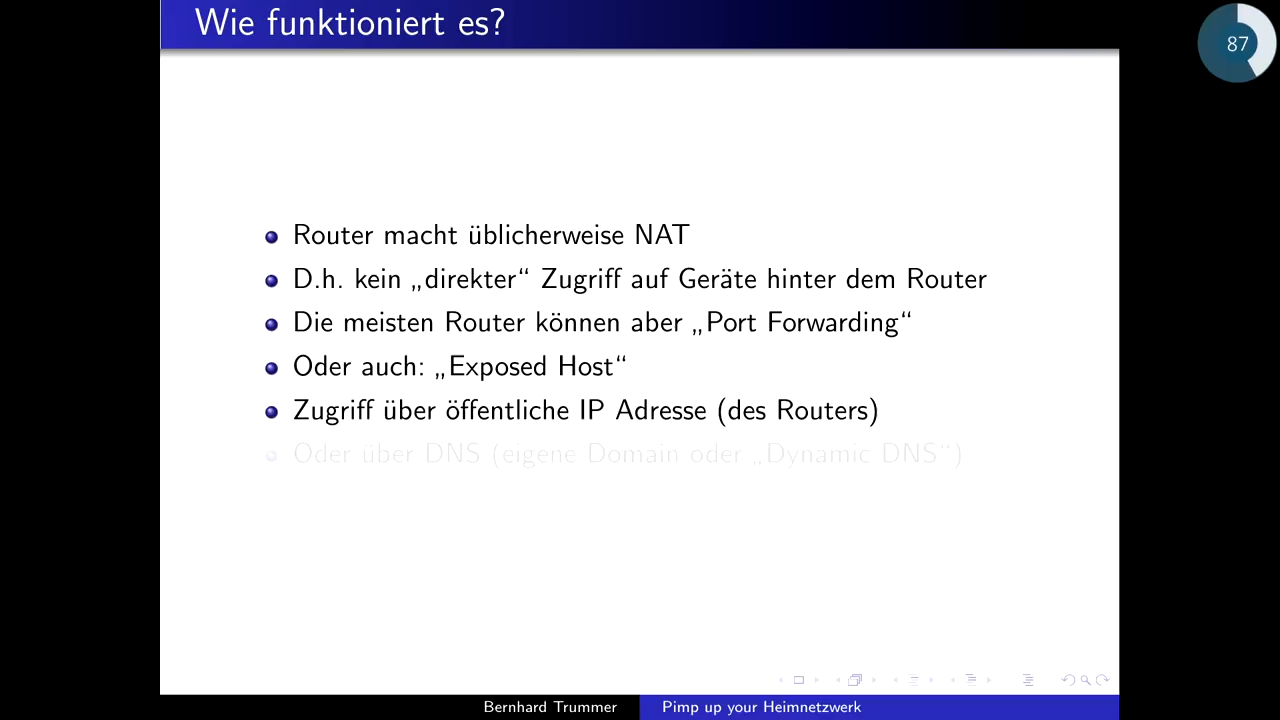 Wie funktioniert es?
87
Router macht üblicherweise NAT
D.h. kein „direkter“ Zugriff auf Geräte hinter dem Router
Die meisten Router können aber „Port Forwarding“
Oder auch: „Exposed Host“
Zugriff über öffentliche IP Adresse (des Routers)
Oder über DNS (eigene Domain oder „Dynamic DNS“)
Bernhard Trummer
Pimp up your Heimnetzwerk